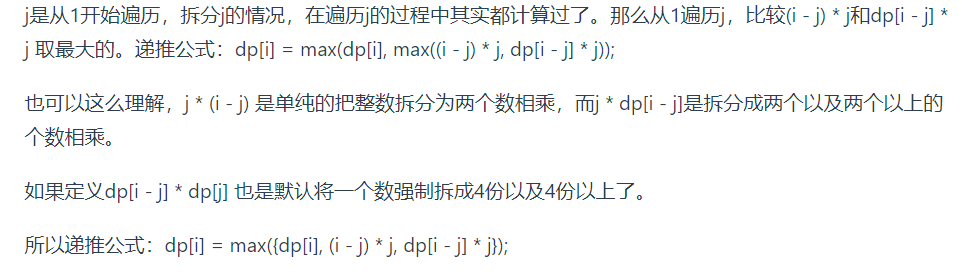 j是从1开始遍历，拆分j的情况，在遍历j的过程中其实都计算过了。那么从1遍历j，比较(i - j) * j和dp[i - j] *
j 取最大的。递推公式：dp[i] = max(dp[i], max((i - j) * j, dp[i - j] * j));
也可以这么理解，j * (i - j) 是单纯的把整数拆分为两个数相乘，而j * dp[i - j]是拆分成两个以及两个以上的
个数相乘。
如果定义dp[i - j] * dp[j] 也是默认将一个数强制拆成4份以及4份以上了。
所以递推公式：dp[i] = max({dp[i], (i - j) * j, dp[i - j] * j});